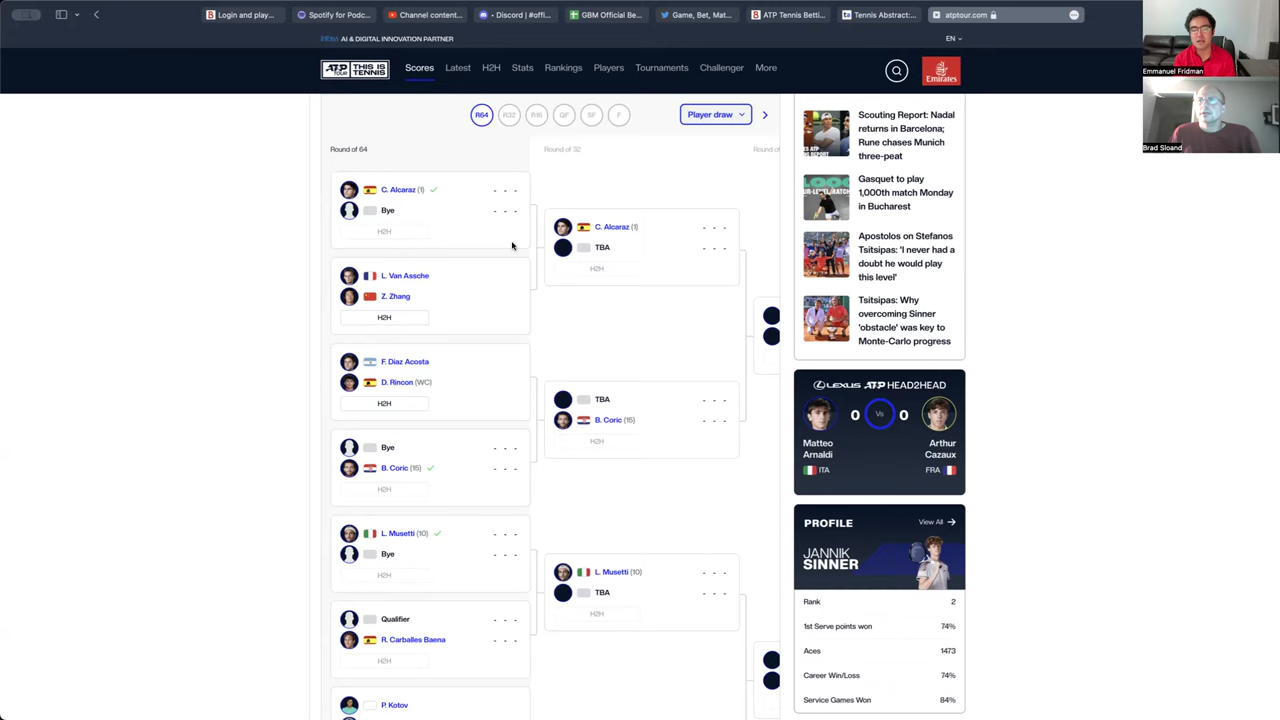 Login and play...
Spotify for Podc...
Channel content...
• Discord | #offi...
GBM Official Be...
Game, Bet, Mat...
ATP Tennis Betti...
Tennis Abstract:...
atptour.com
Emmanuel Fridman
Brad Sloand
Infosys AI & DIGITAL INNOVATION PARTNER
EN
ATP TOUR THIS IS TENNIS
Scores
Latest
H2H
Stats
Rankings
Players
Tournaments
Challenger
More
Emirates
R64
R32
R16
QF
SF
F
Player draw
Round of 64
Round of 32
Round of
C. Alcaraz (1)
- - -
Bye
- - -
H2H
L. Van Assche
Z. Zhang
H2H
F. Diaz Acosta
D. Rincon (WC)
H2H
Bye
- - -
B. Coric (15)
- - -
H2H
L. Musetti (10)
- - -
Bye
- - -
H2H
Qualifier
- - -
R. Carballes Baena
- - -
H2H
P. Kotov
C. Alcaraz (1)
- - -
TBA
- - -
H2H
TBA
- - -
B. Coric (15)
- - -
H2H
L. Musetti (10)
- - -
TBA
- - -
H2H
Scouting Report: Nadal
returns in Barcelona;
Rune chases Munich
three-peat
Gasquet to play
1,000th match Monday
in Bucharest
Apostolos on Stefanos
Tsitsipas: 'I never had a
doubt he would play
this level'
Tsitsipas: Why
overcoming Sinner
'obstacle' was key to
Monte-Carlo progress
LEXUS ATP HEAD2HEAD
0 Vs 0
Matteo
Arnaldi
ITA
Arthur
Cazaux
FRA
PROFILE
View All
JANNIK
SINNER
Rank 2
1st Serve points won 74%
Aces 1473
Career Win/Loss 74%
Service Games Won 84%